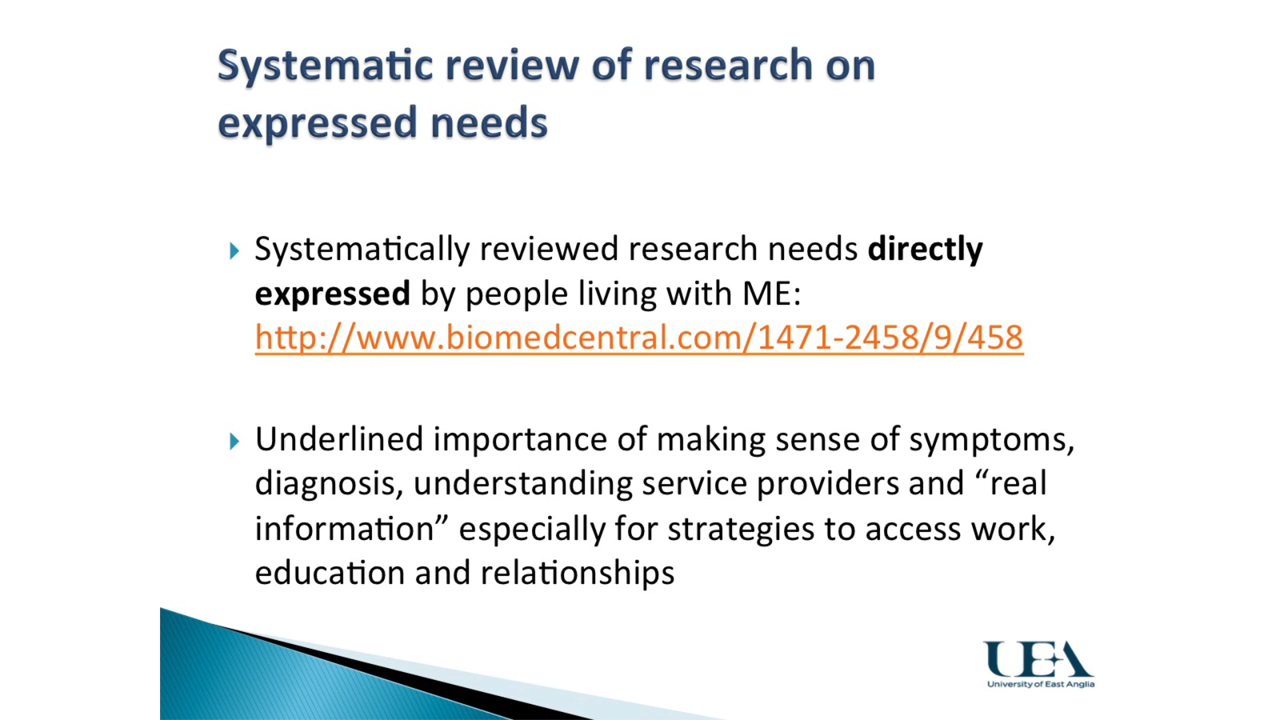 Systematic review of research on
expressed needs
Systematically reviewed research needs directly
expressed by people living with ME:
http://www.biomedcentral.com/1471-2458/9/458
Underlined importance of making sense of symptoms,
diagnosis, understanding service providers and “real
information” especially for strategies to access work,
education and relationships
UEA
University of East Anglia